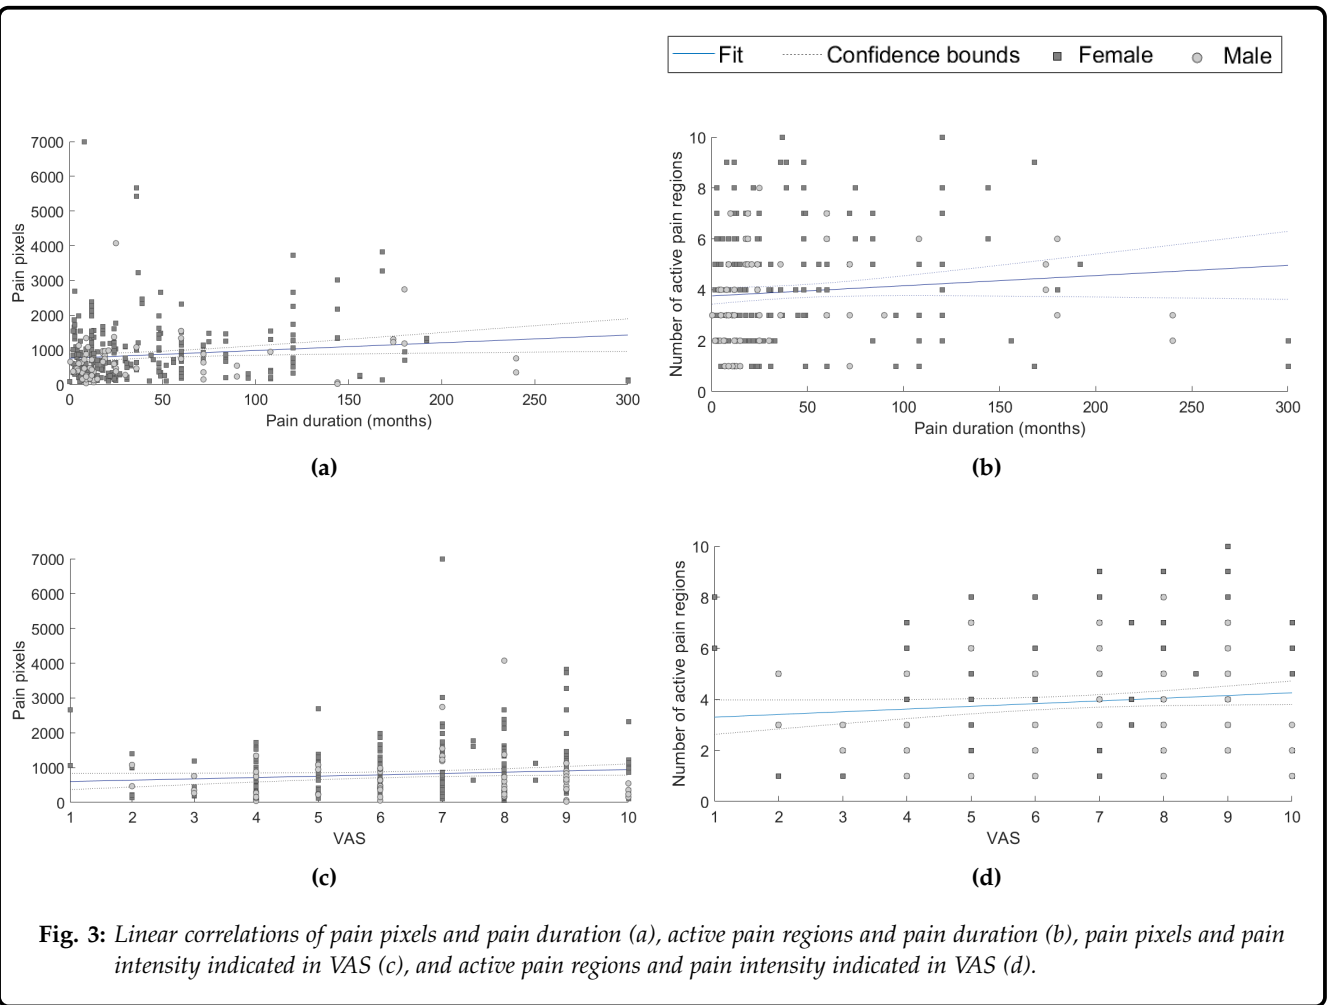 Fit Confidence bounds Female Male
7000
6000
5000
4000
3000
2000
1000
0
Pain pixels
0 50 100 150 200 250 300
Pain duration (months)
(a)
10
8
6
4
2
0
Number of active pain regions
0 50 100 150 200 250 300
Pain duration (months)
(b)
7000
6000
5000
4000
3000
2000
1000
0
Pain pixels
1 2 3 4 5 6 7 8 9 10
VAS
(c)
10
8
6
4
2
0
Number of active pain regions
1 2 3 4 5 6 7 8 9 10
VAS
(d)
Fig. 3: Linear correlations of pain pixels and pain duration (a), active pain regions and pain duration (b), pain pixels and pain
intensity indicated in VAS (c), and active pain regions and pain intensity indicated in VAS (d).